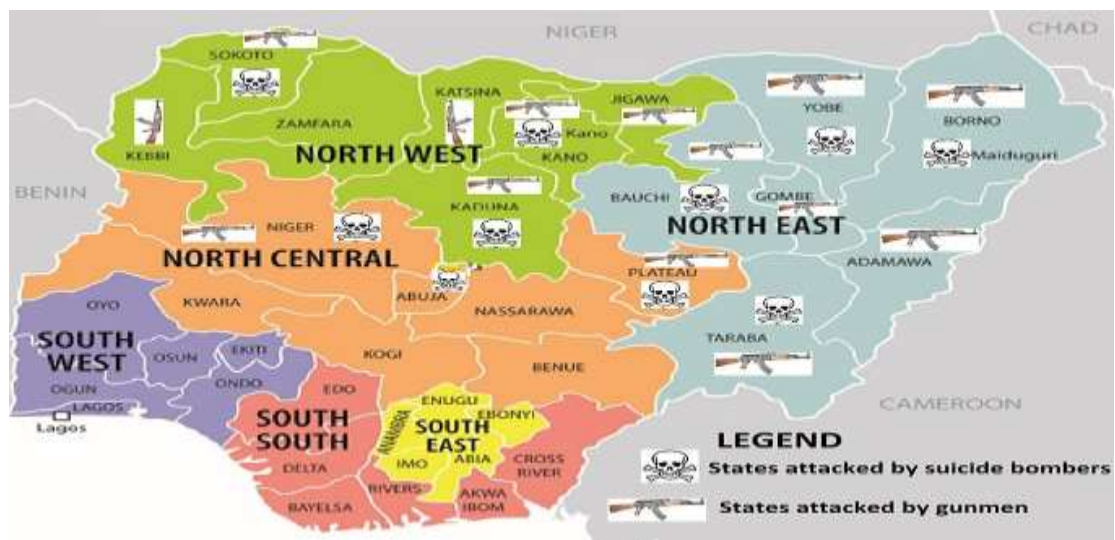 NIGER
CHAD
SOKOTO
KATSINA
JIGAWA
YOBE
BORNO
ZAMFARA
Kano
KEBBI
NORTH WEST
KANO
Maiduguri
BENIN
KADUNA
BAUCHI
GOMBE
NIGER
NORTH EAST
NORTH CENTRAL
ADAMAWA
PLATEAU
OYO
KWARA
ABUJA
NASSARAWA
SOUTH
WEST
TARABA
OSUN
EKITI
KOGI
BENUE
OGUN
ONDO
EDO
LAGOS
Lagos
ENUGU
EBONYI
CAMEROON
SOUTH
SOUTH
ANAMBRA
SOUTH
EAST
LEGEND
DELTA
IMO
ABIA
CROSS
RIVER
States attacked by suicide bombers
RIVERS
BAYELSA
AKWA
IBOM
States attacked by gunmen